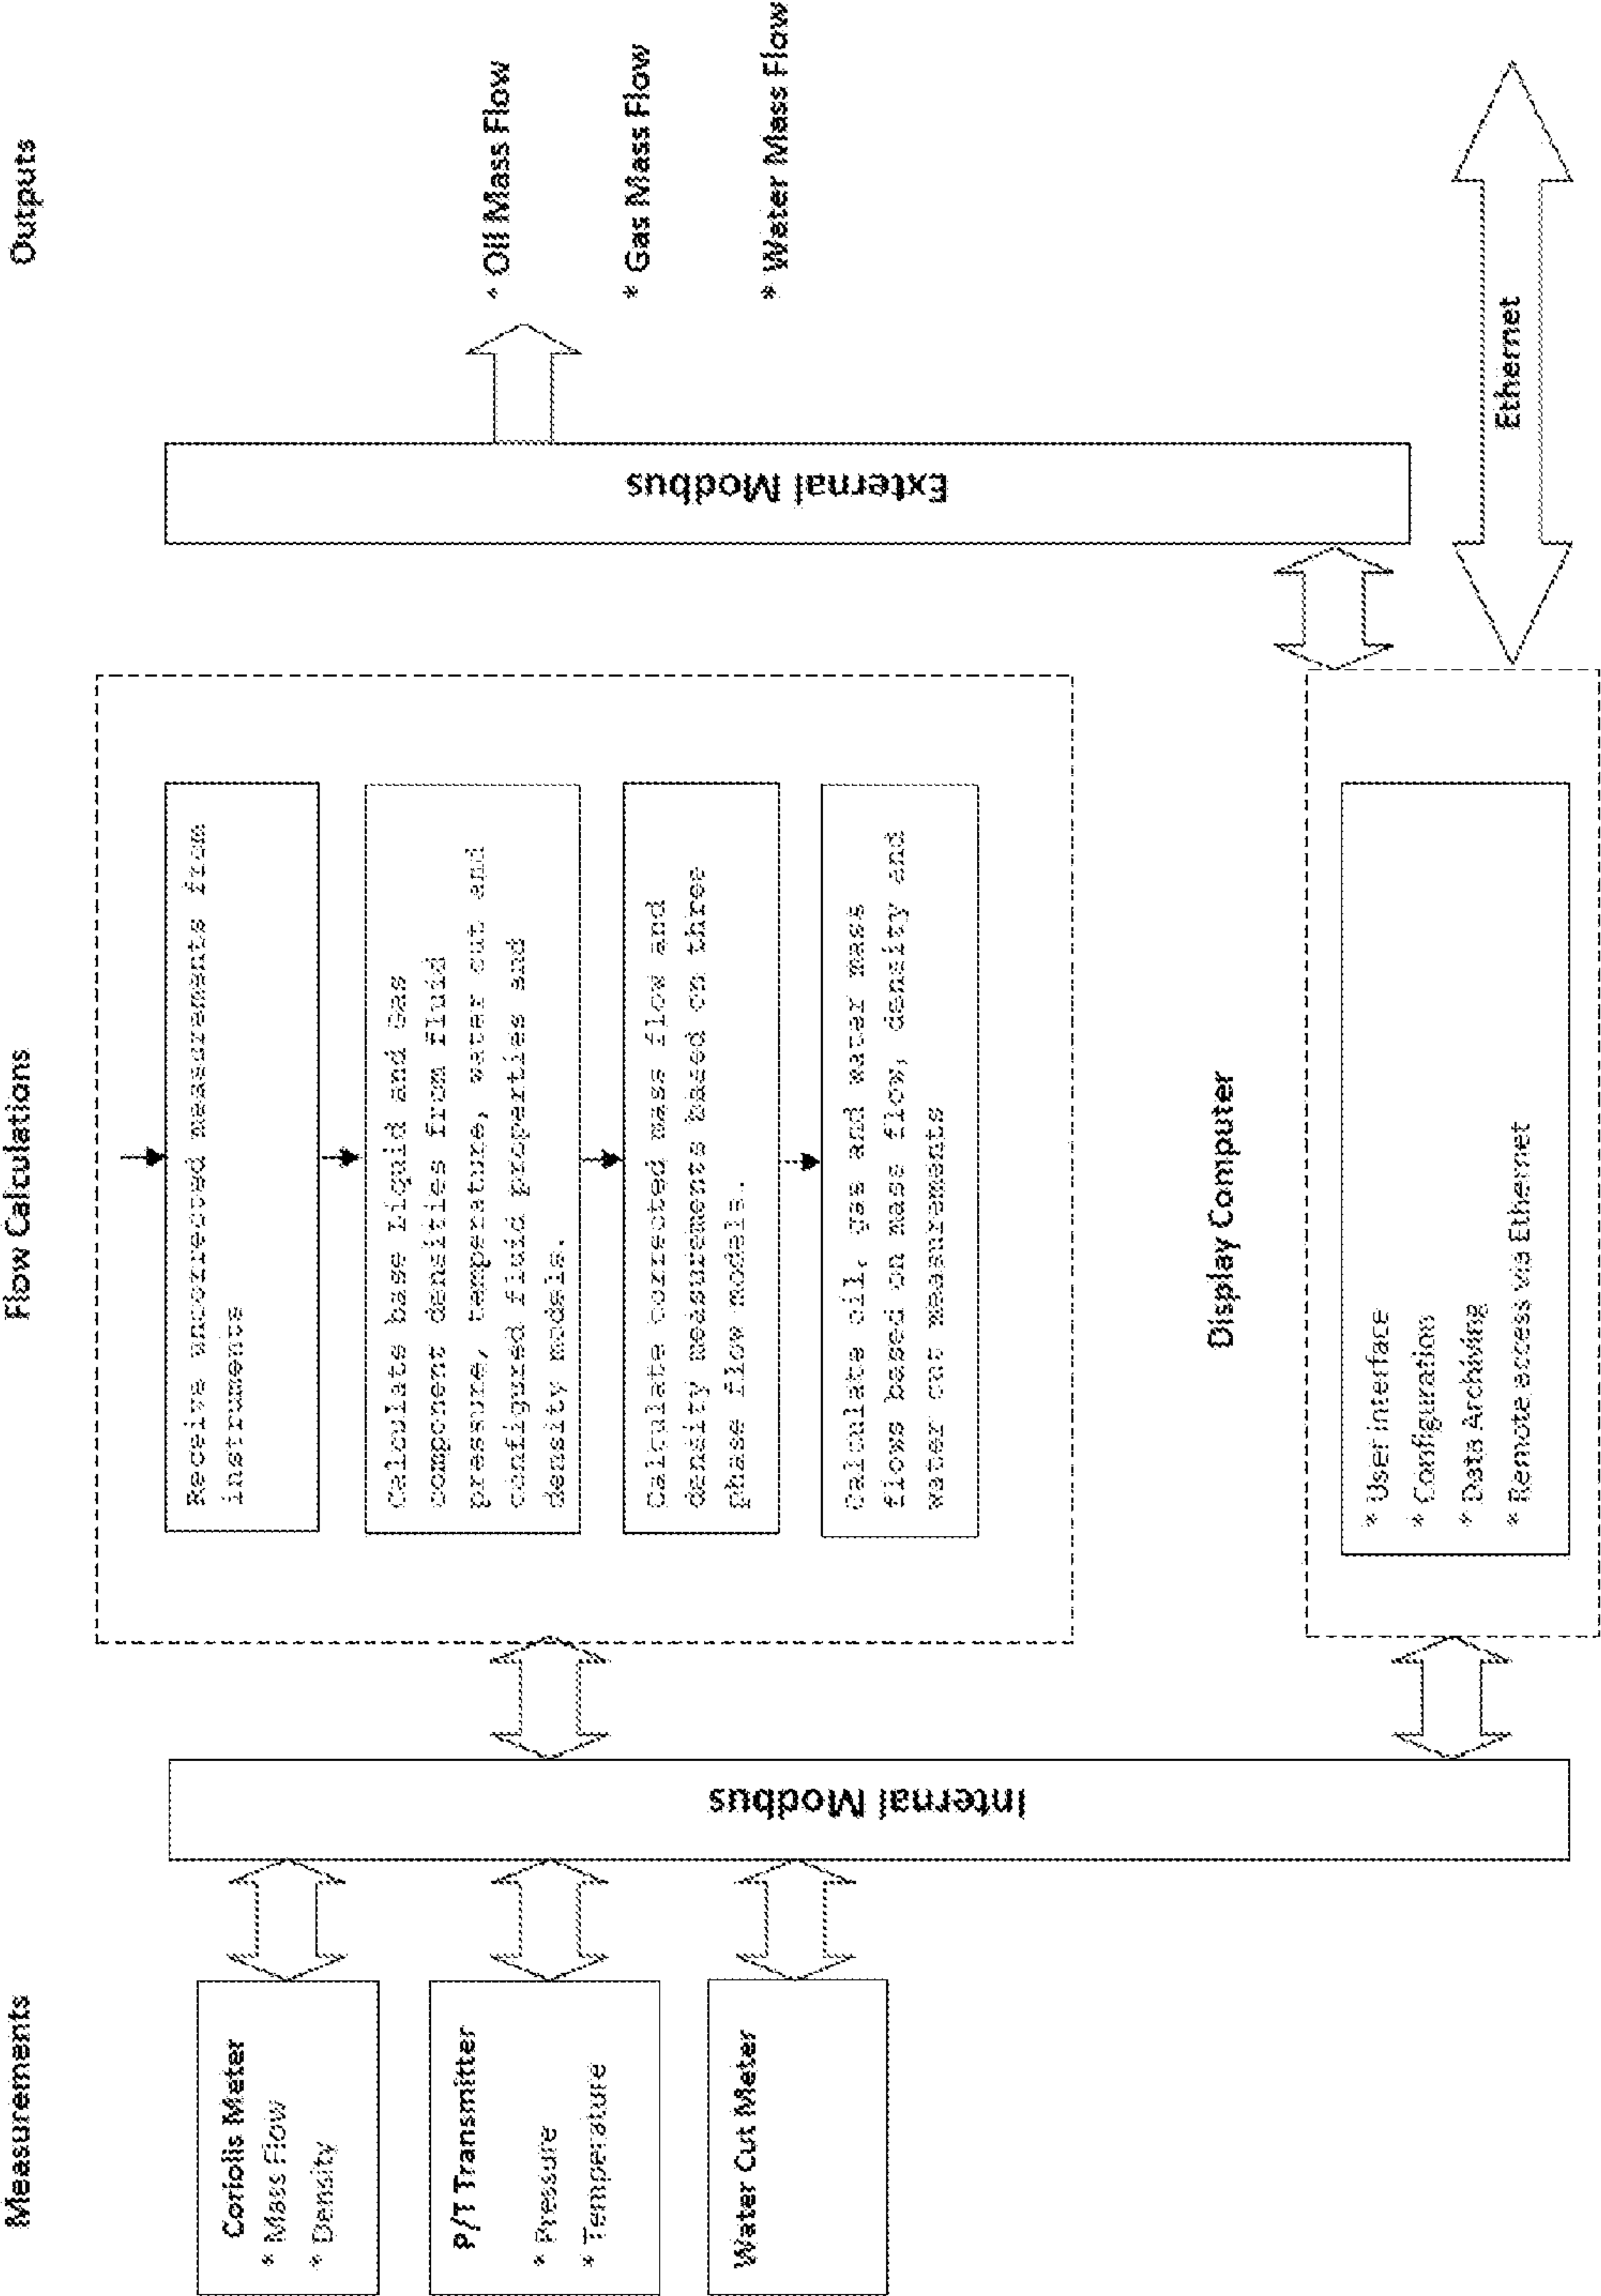 Measurements
Flow Calculations
Outputs
Coriolis Meter
* Mass Flow
* Density
P/T Transmitter
* Pressure
* Temperature
Water Cut Meter
Internal Modbus
Receive uncorrected measurements from
instruments
Calculate base Liquid and Gas
component densities from fluid
pressure, temperature, water cut and
configured fluid properties and
density models.
Calculate corrected mass flow and
density measurements based on three
phase flow models.
Calculate oil, gas and water mass
flows based on mass flow, density and
water cut measurements
Display Computer
* User interface
* Configuration
* Data Archiving
* Remote access via Ethernet
External Modbus
* Oil Mass Flow
* Gas Mass Flow
* Water Mass Flow
Ethernet